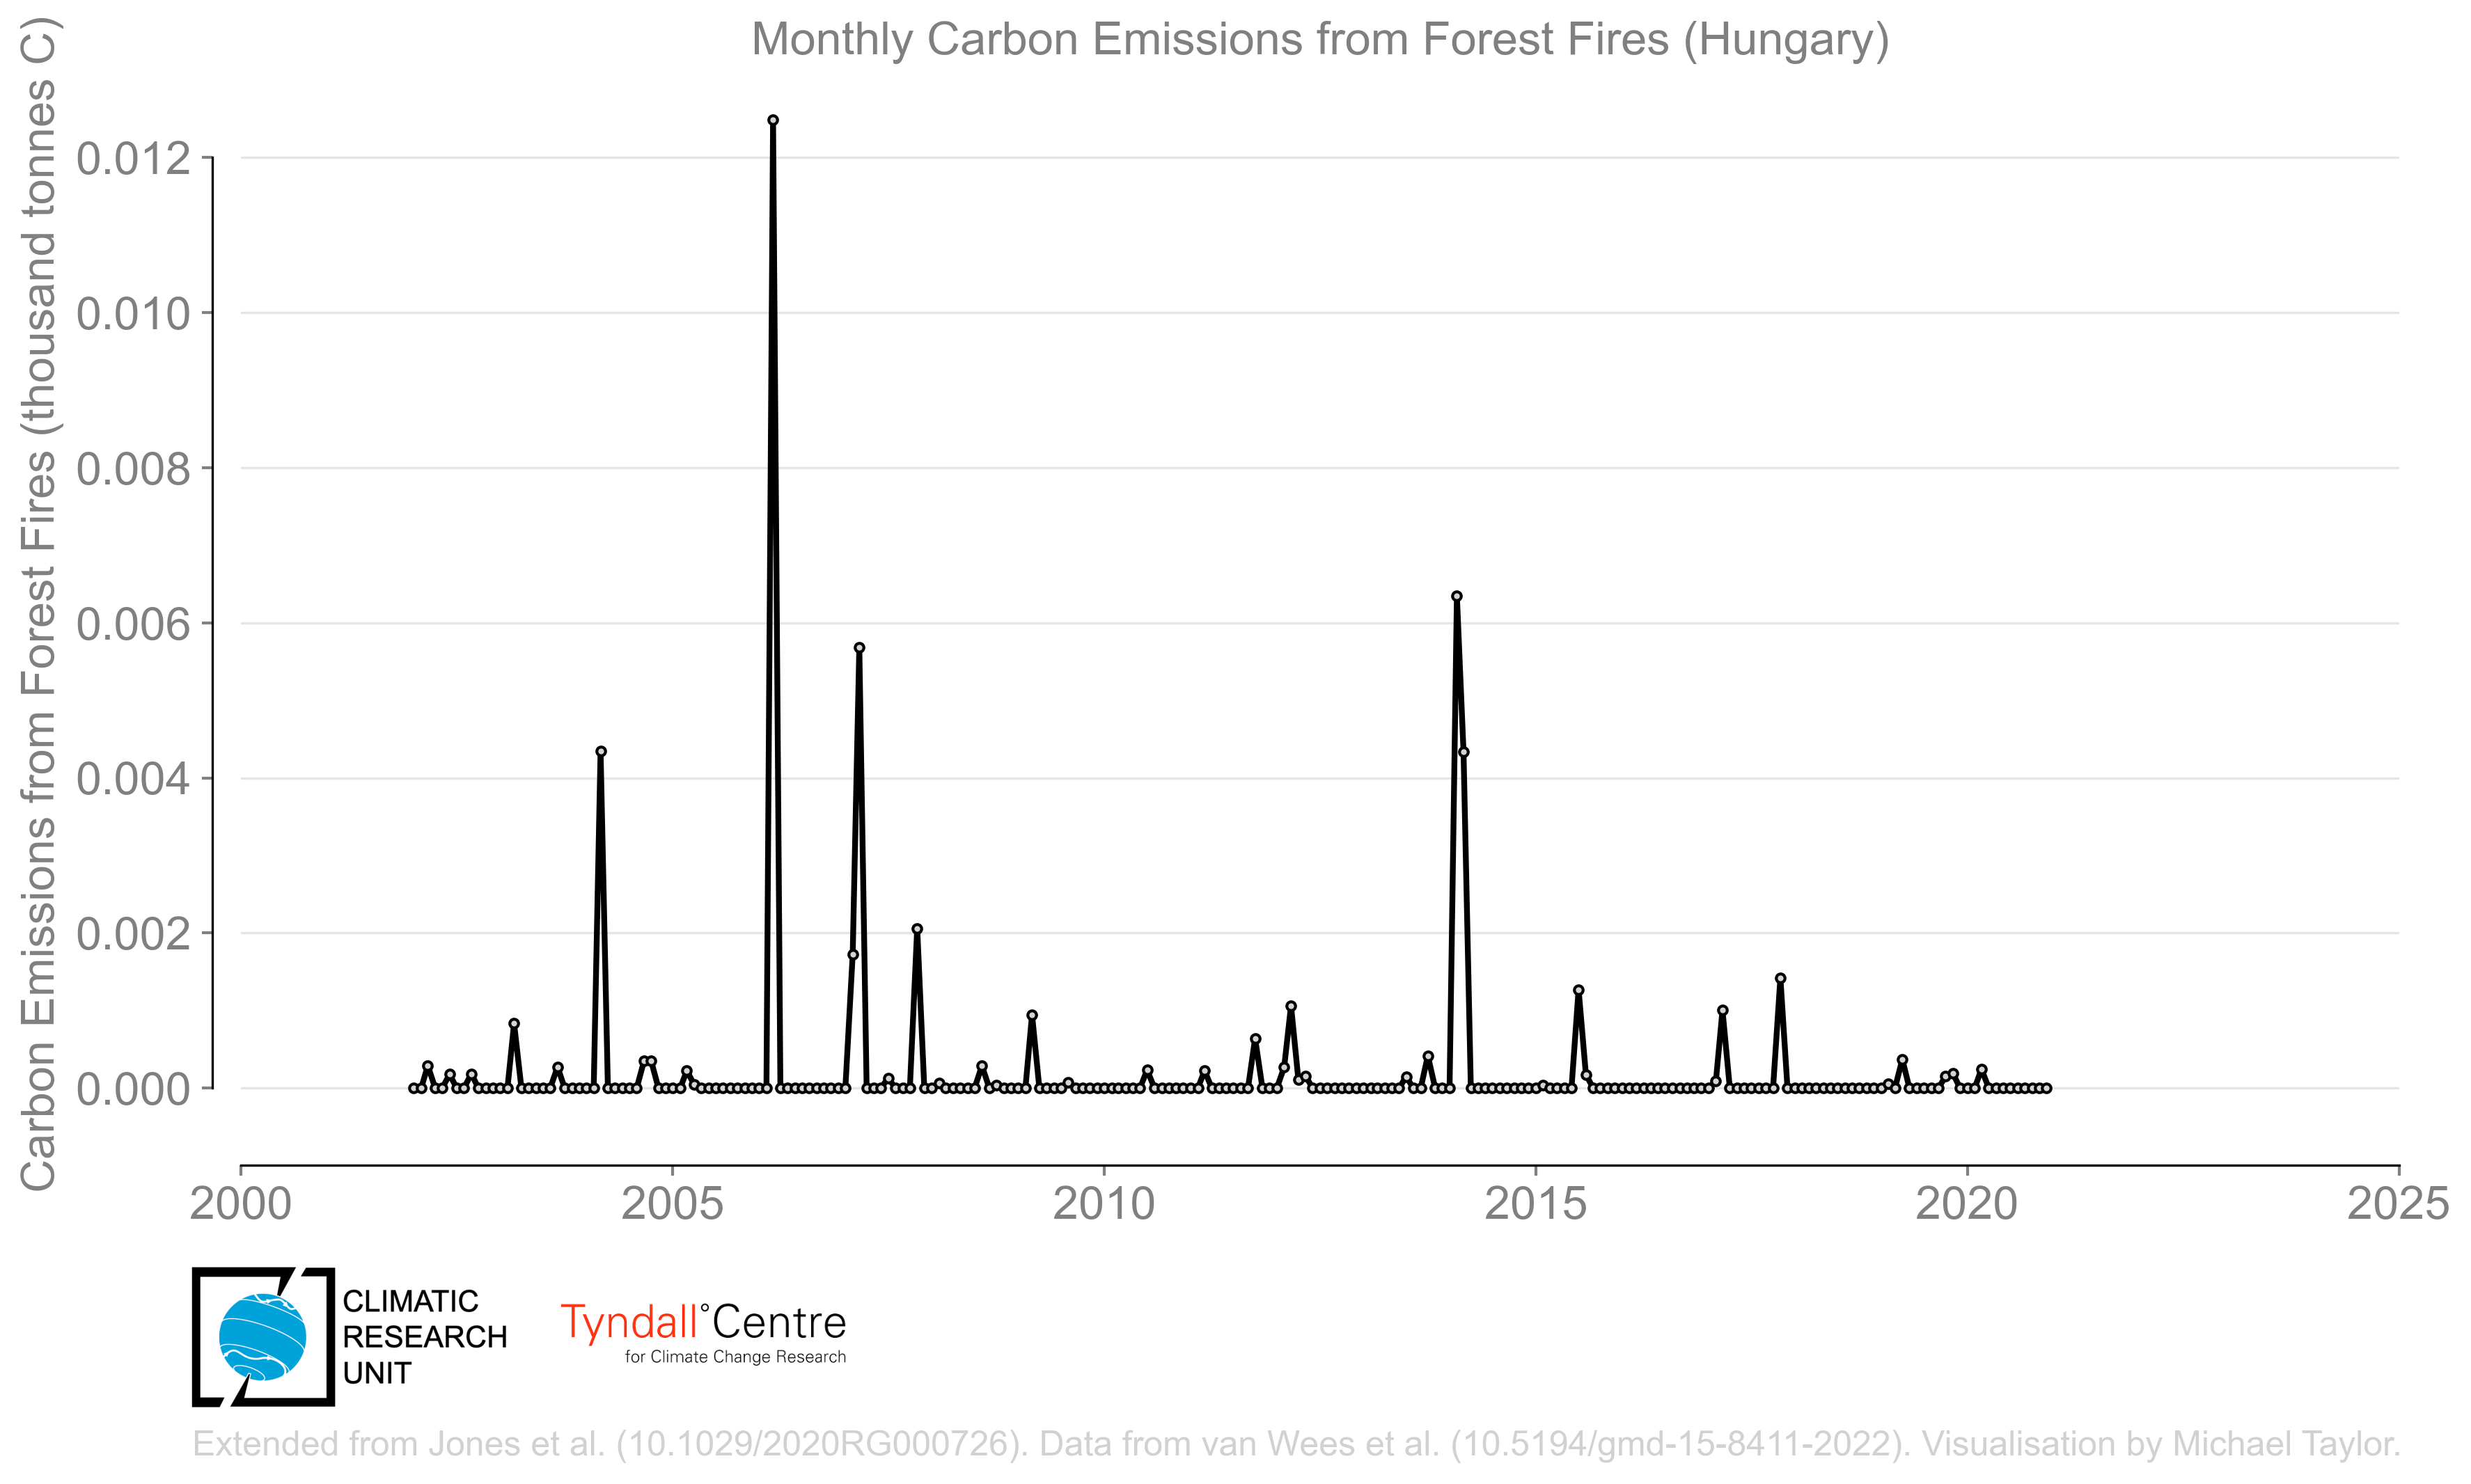 Monthly Carbon Emissions from Forest Fires (Hungary)
Carbon Emissions from Forest Fires (thousand tonnes C)
0.012
0.010
0.008
0.006
0.004
0.002
0.000
2000 2005 2010 2015 2020 2025
CLIMATIC
RESEARCH
UNIT
Tyndall°Centre
for Climate Change Research
Extended from Jones et al. (10.1029/2020RG000726). Data from van Wees et al. (10.5194/gmd-15-8411-2022). Visualisation by Michael Taylor.